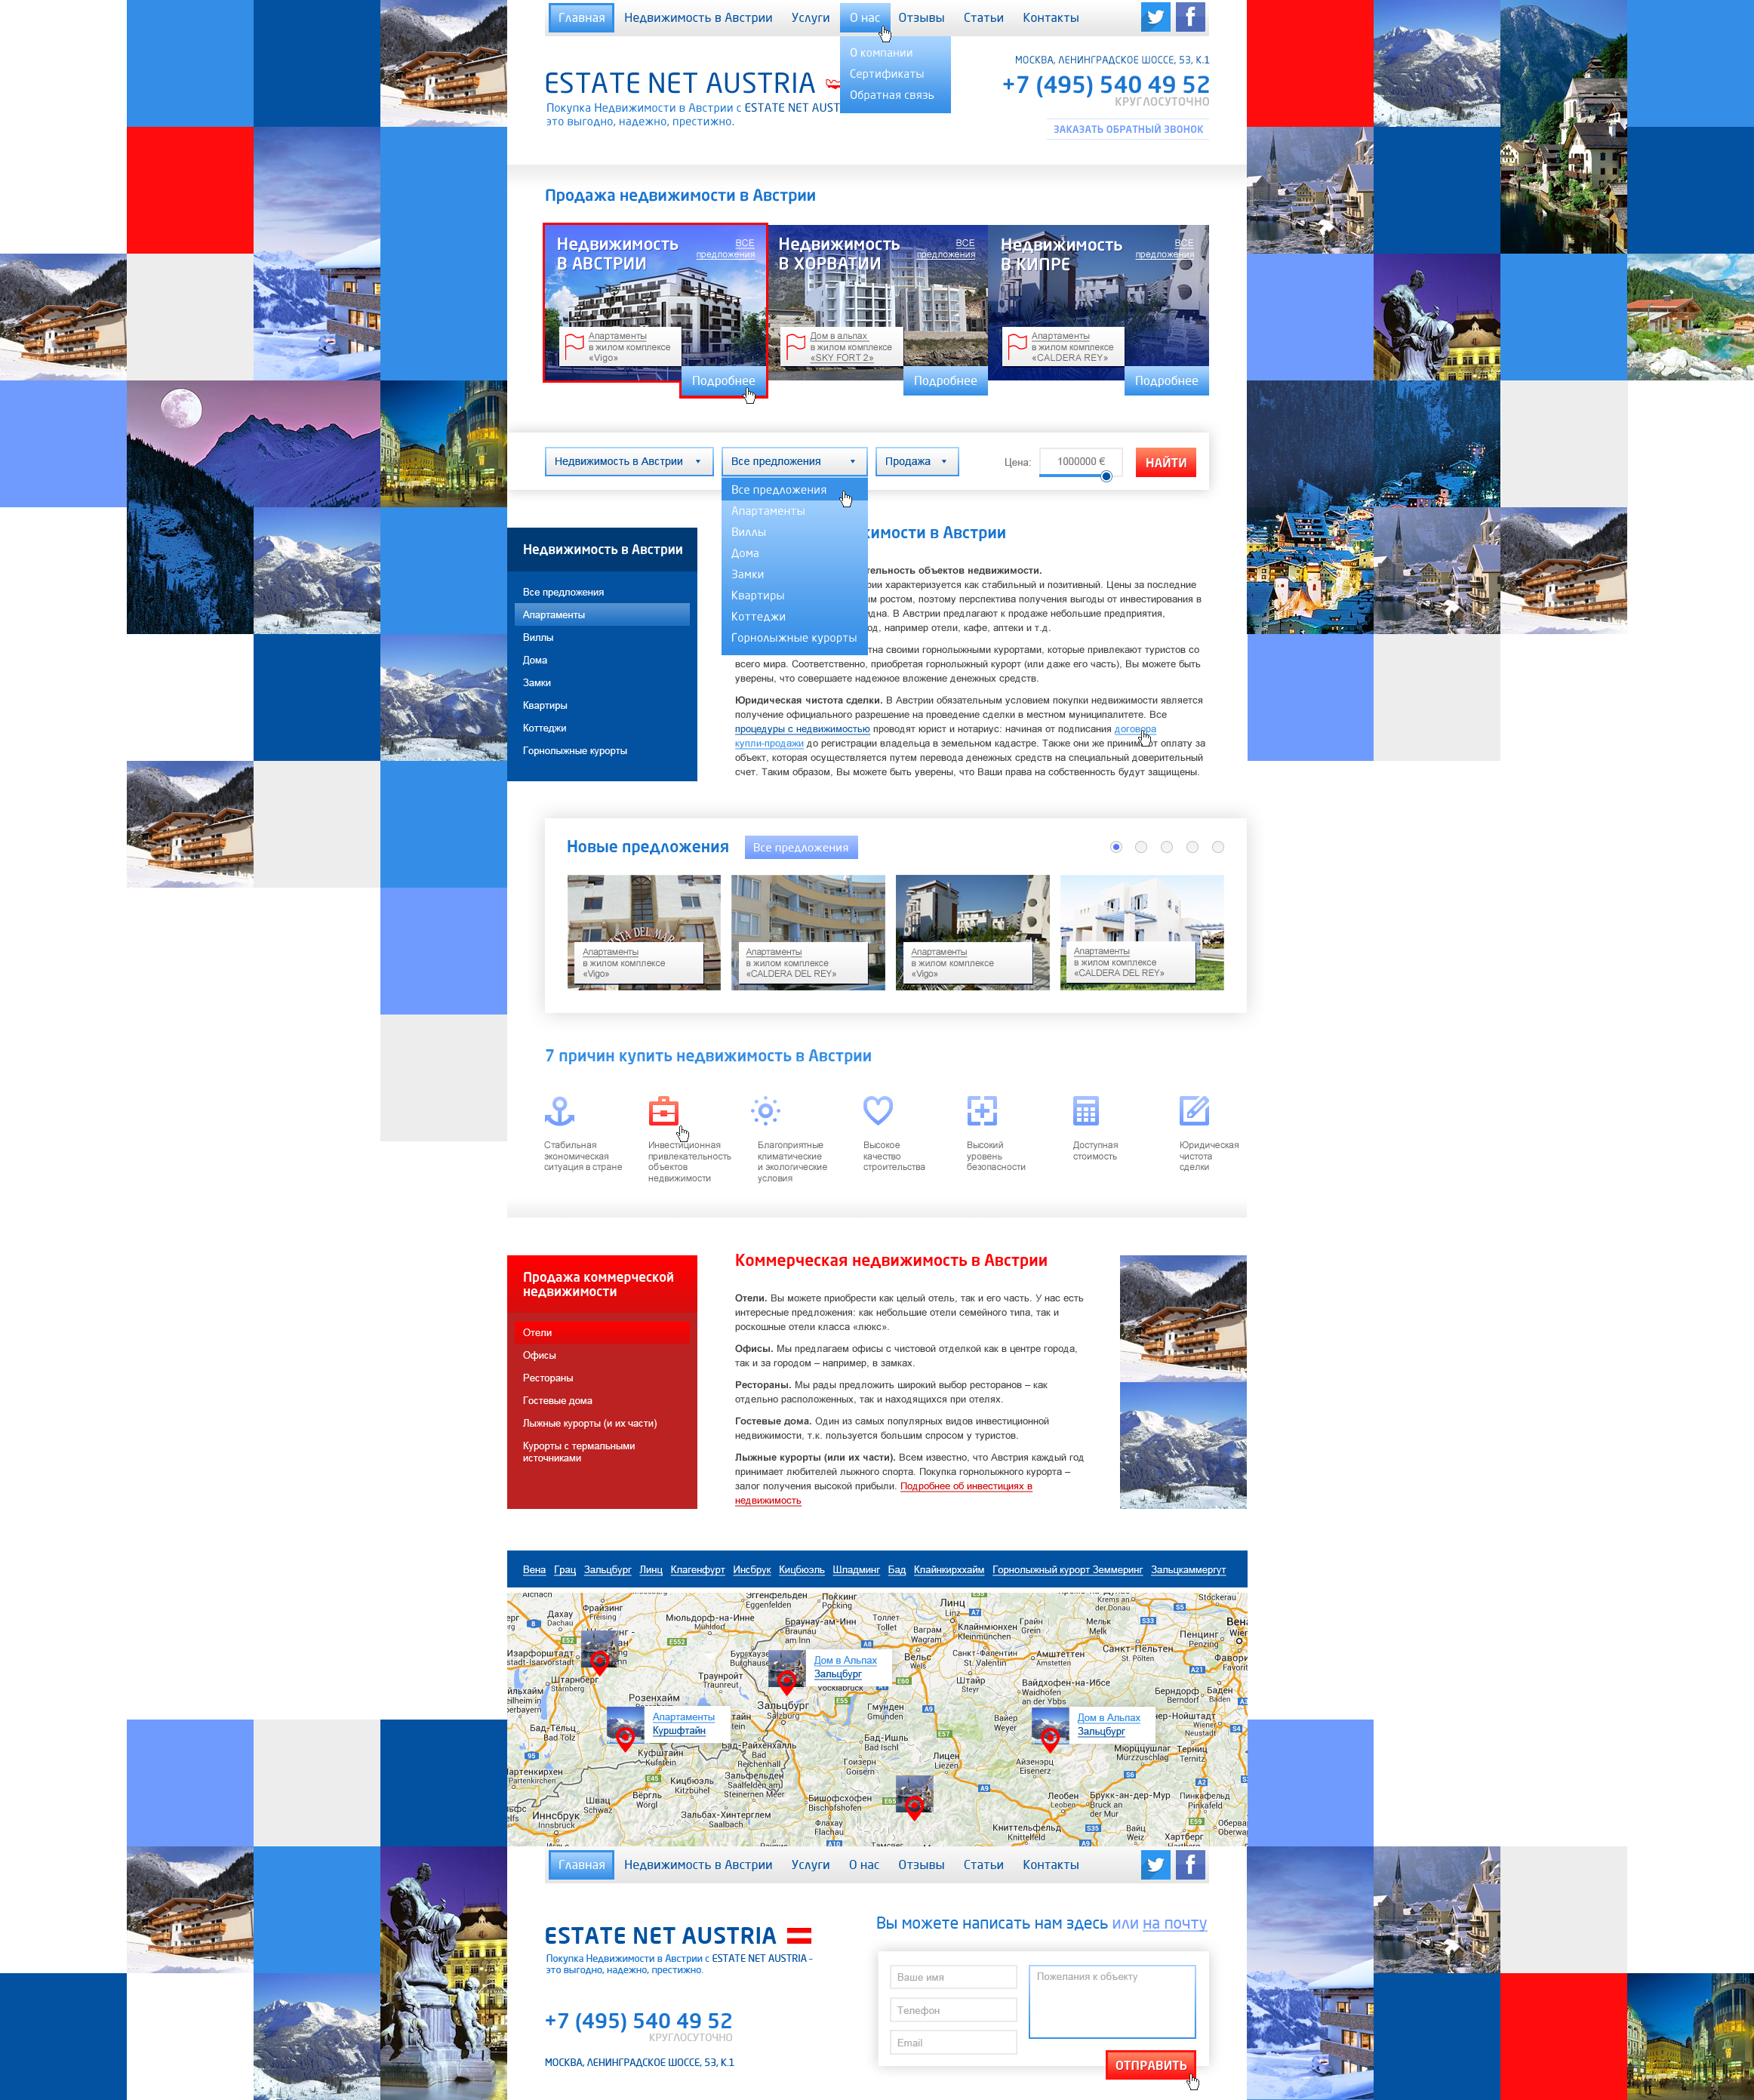 Главная Недвижимость в Австрии Услуги О нас Отзывы Статьи Контакты
О компании
Сертификаты
Обратная связь
ESTATE NET AUSTRIA
Покупка Недвижимости в Австрии с ESTATE NET AUST
это выгодно, надежно, престижно.
МОСКВА, ЛЕНИНГРАДСКОЕ ШОССЕ, 53, К.1
+7 (495) 540 49 52
КРУГЛОСУТОЧНО
ЗАКАЗАТЬ ОБРАТНЫЙ ЗВОНОК
Продажа недвижимости в Австрии
Недвижимость
В АВСТРИИ
ВСЕ
предложения
Апартаменты
в жилом комплексе
«Vigo»
Подробнее
Недвижимость
В ХОРВАТИИ
ВСЕ
предложения
Дом в альпах
в жилом комплексе
«SKY FORT 2»
Подробнее
Недвижимость
В КИПРЕ
ВСЕ
предложения
Апартаменты
в жилом комплексе
«CALDERA REY»
Подробнее
Недвижимость в Австрии
Все предложения
Продажа
Цена: 1000000 €
НАЙТИ
Все предложения
Апартаменты
Виллы
Дома
Замки
Квартиры
Коттеджи
Горнолыжные курорты
Недвижимость в Австрии
Все предложения
Апартаменты
Виллы
Дома
Замки
Квартиры
Коттеджи
Горнолыжные курорты
имости в Австрии
тельность объектов недвижимости.
рии характеризуется как стабильный и позитивный. Цены за последние
ым ростом, поэтому перспектива получения выгоды от инвестирования в
дна. В Австрии предлагают к продаже небольшие предприятия,
од, например отели, кафе, аптеки и т.д.
тна своими горнолыжными курортами, которые привлекают туристов со
всего мира. Соответственно, приобретая горнолыжный курорт (или даже его часть), Вы можете быть
уверены, что совершаете надежное вложение денежных средств.
Юридическая чистота сделки. В Австрии обязательным условием покупки недвижимости является
получение официального разрешение на проведение сделки в местном муниципалитете. Все
процедуры с недвижимостью проводят юрист и нотариус: начиная от подписания договора
купли-продажи до регистрации владельца в земельном кадастре. Также они же принимают оплату за
объект, которая осуществляется путем перевода денежных средств на специальный доверительный
счет. Таким образом, Вы можете быть уверены, что Ваши права на собственность будут защищены.
Новые предложения
Все предложения
Апартаменты
в жилом комплексе
«Vigo»
Апартаменты
в жилом комплексе
«CALDERA DEL REY»
Апартаменты
в жилом комплексе
«Vigo»
Апартаменты
в жилом комплексе
«CALDERA DEL REY»
7 причин купить недвижимость в Австрии
Стабильная
экономическая
ситуация в стране
Инвестиционная
привлекательность
объектов
недвижимости
Благоприятные
климатические
и экологические
условия
Высокое
качество
строительства
Высокий
уровень
безопасности
Доступная
стоимость
Юридическая
чистота
сделки
Продажа коммерческой
недвижимости
Отели
Офисы
Рестораны
Гостевые дома
Лыжные курорты (и их части)
Курорты с термальными
источниками
Коммерческая недвижимость в Австрии
Отели. Вы можете приобрести как целый отель, так и его часть. У нас есть
интересные предложения: как небольшие отели семейного типа, так и
роскошные отели класса «люкс».
Офисы. Мы предлагаем офисы с чистовой отделкой как в центре города,
так и за городом – например, в замках.
Рестораны. Мы рады предложить широкий выбор ресторанов – как
отдельно расположенных, так и находящихся при отелях.
Гостевые дома. Один из самых популярных видов инвестиционной
недвижимости, т.к. пользуется большим спросом у туристов.
Лыжные курорты (или их части). Всем известно, что Австрия каждый год
принимает любителей лыжного спорта. Покупка горнолыжного курорта –
залог получения высокой прибыли. Подробнее об инвестициях в
недвижимость
Вена Грац Зальцбург Линц Клагенфурт Инсбрук Кицбюэль Шладминг Бад Клайнкирххайм Горнолыжный курорт Земмеринг Зальцкаммергут
Дом в Альпах
Зальцбург
Апартаменты
Куршфтайн
Дом в Альпах
Зальцбург
Главная Недвижимость в Австрии Услуги О нас Отзывы Статьи Контакты
ESTATE NET AUSTRIA
Покупка Недвижимости в Австрии с ESTATE NET AUSTRIA –
это выгодно, надежно, престижно.
+7 (495) 540 49 52
КРУГЛОСУТОЧНО
МОСКВА, ЛЕНИНГРАДСКОЕ ШОССЕ, 53, К.1
Вы можете написать нам здесь или на почту
Ваше имя
Телефон
Email
Пожелания к объекту
ОТПРАВИТЬ